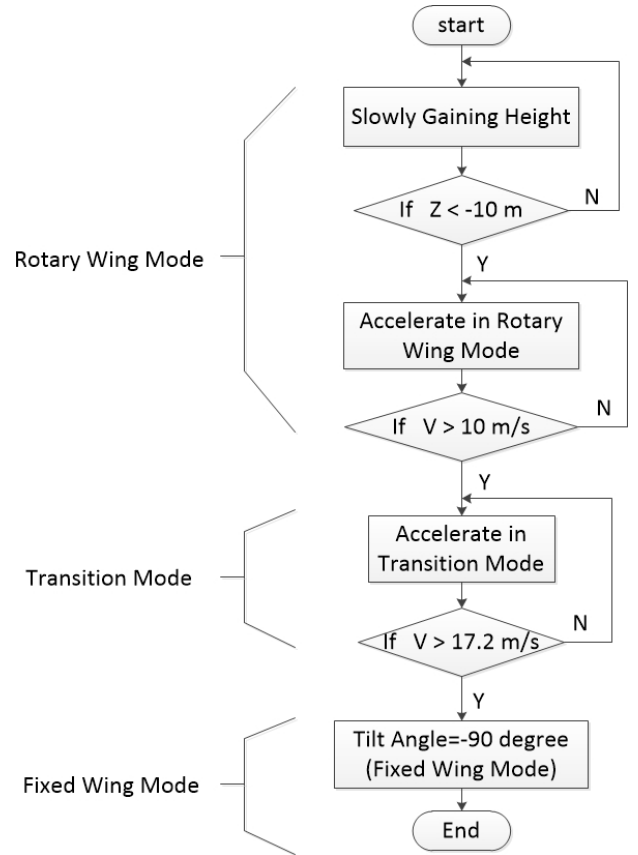 start
Slowly Gaining Height
If Z < -10 m
N
Y
Rotary Wing Mode
Accelerate in Rotary
Wing Mode
If V > 10 m/s
N
Y
Accelerate in
Transition Mode
Transition Mode
If V > 17.2 m/s
N
Y
Tilt Angle=-90 degree
(Fixed Wing Mode)
Fixed Wing Mode
End